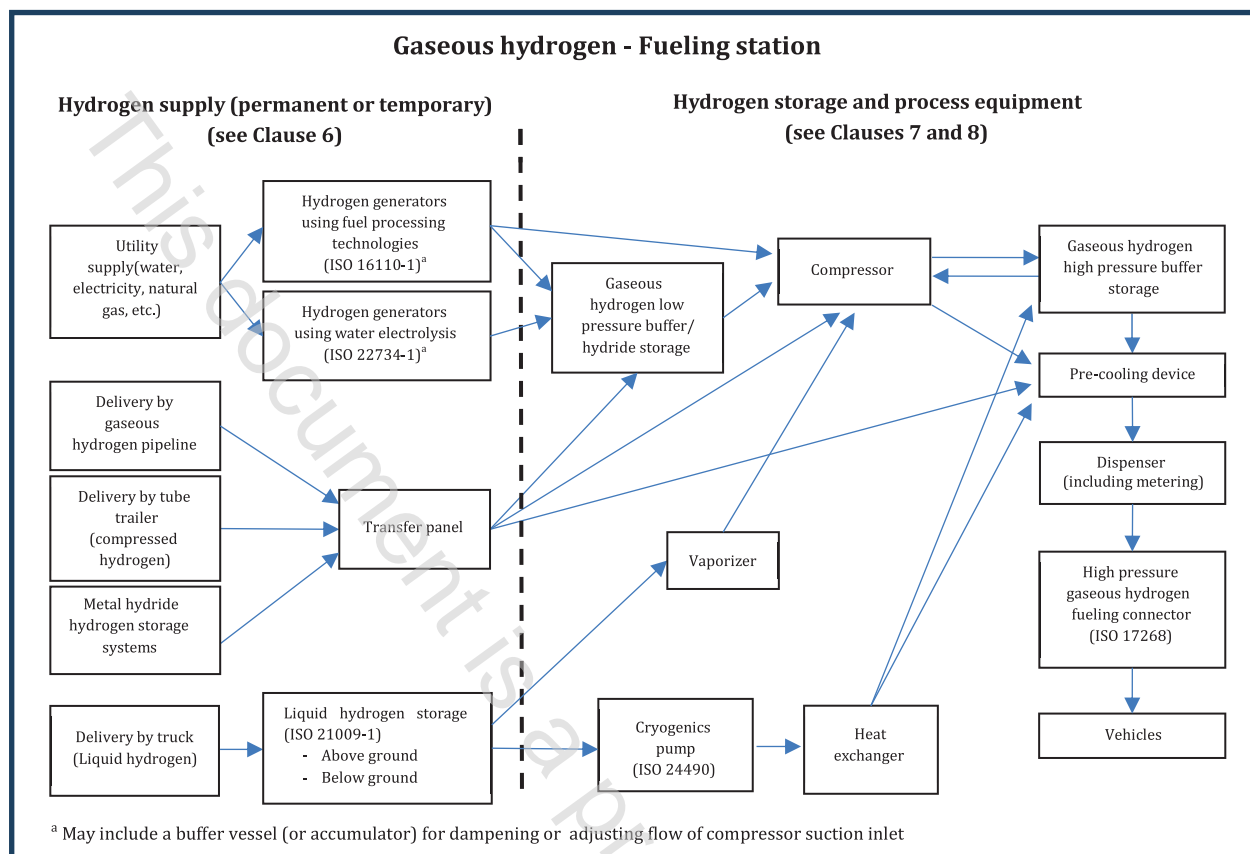 Gaseous hydrogen - Fueling station
Hydrogen supply (permanent or temporary)
(see Clause 6)
Hydrogen storage and process equipment
(see Clauses 7 and 8)
Utility
supply(water,
electricity, natural
gas, etc.)
Hydrogen generators
using fuel processing
technologies
(ISO 16110-1)a
Hydrogen generators
using water electrolysis
(ISO 22734-1)a
Gaseous
hydrogen low
pressure buffer/
hydride storage
Compressor
Gaseous hydrogen
high pressure buffer
storage
Pre-cooling device
Delivery by
gaseous
hydrogen pipeline
Delivery by tube
trailer
(compressed
hydrogen)
Metal hydride
hydrogen storage
systems
Transfer panel
Vaporizer
Dispenser
(including metering)
High pressure
gaseous hydrogen
fueling connector
(ISO 17268)
Delivery by truck
(Liquid hydrogen)
Liquid hydrogen storage
(ISO 21009-1)
- Above ground
- Below ground
Cryogenics
pump
(ISO 24490)
Heat
exchanger
Vehicles
a May include a buffer vessel (or accumulator) for dampening or adjusting flow of compressor suction inlet
This document is a pr